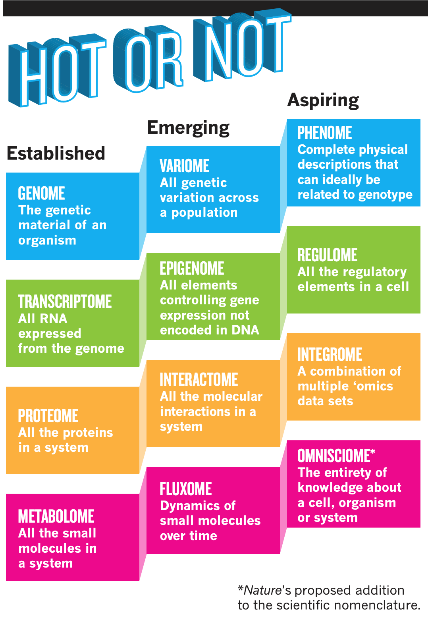 HOT OR NOT
Established
GENOME
The genetic
material of an
organism
TRANSCRIPTOME
All RNA
expressed
from the genome
PROTEOME
All the proteins
in a system
METABOLOME
All the small
molecules in
a system
Emerging
VARIOME
All genetic
variation across
a population
EPIGENOME
All elements
controlling gene
expression not
encoded in DNA
INTERACTOME
All the molecular
interactions in a
system
FLUXOME
Dynamics of
small molecules
over time
Aspiring
PHENOME
Complete physical
descriptions that
can ideally be
related to genotype
REGULOME
All the regulatory
elements in a cell
INTEGROME
A combination of
multiple ‘omics
data sets
OMNISCIOME*
The entirety of
knowledge about
a cell, organism
or system
*Nature's proposed addition
to the scientific nomenclature.